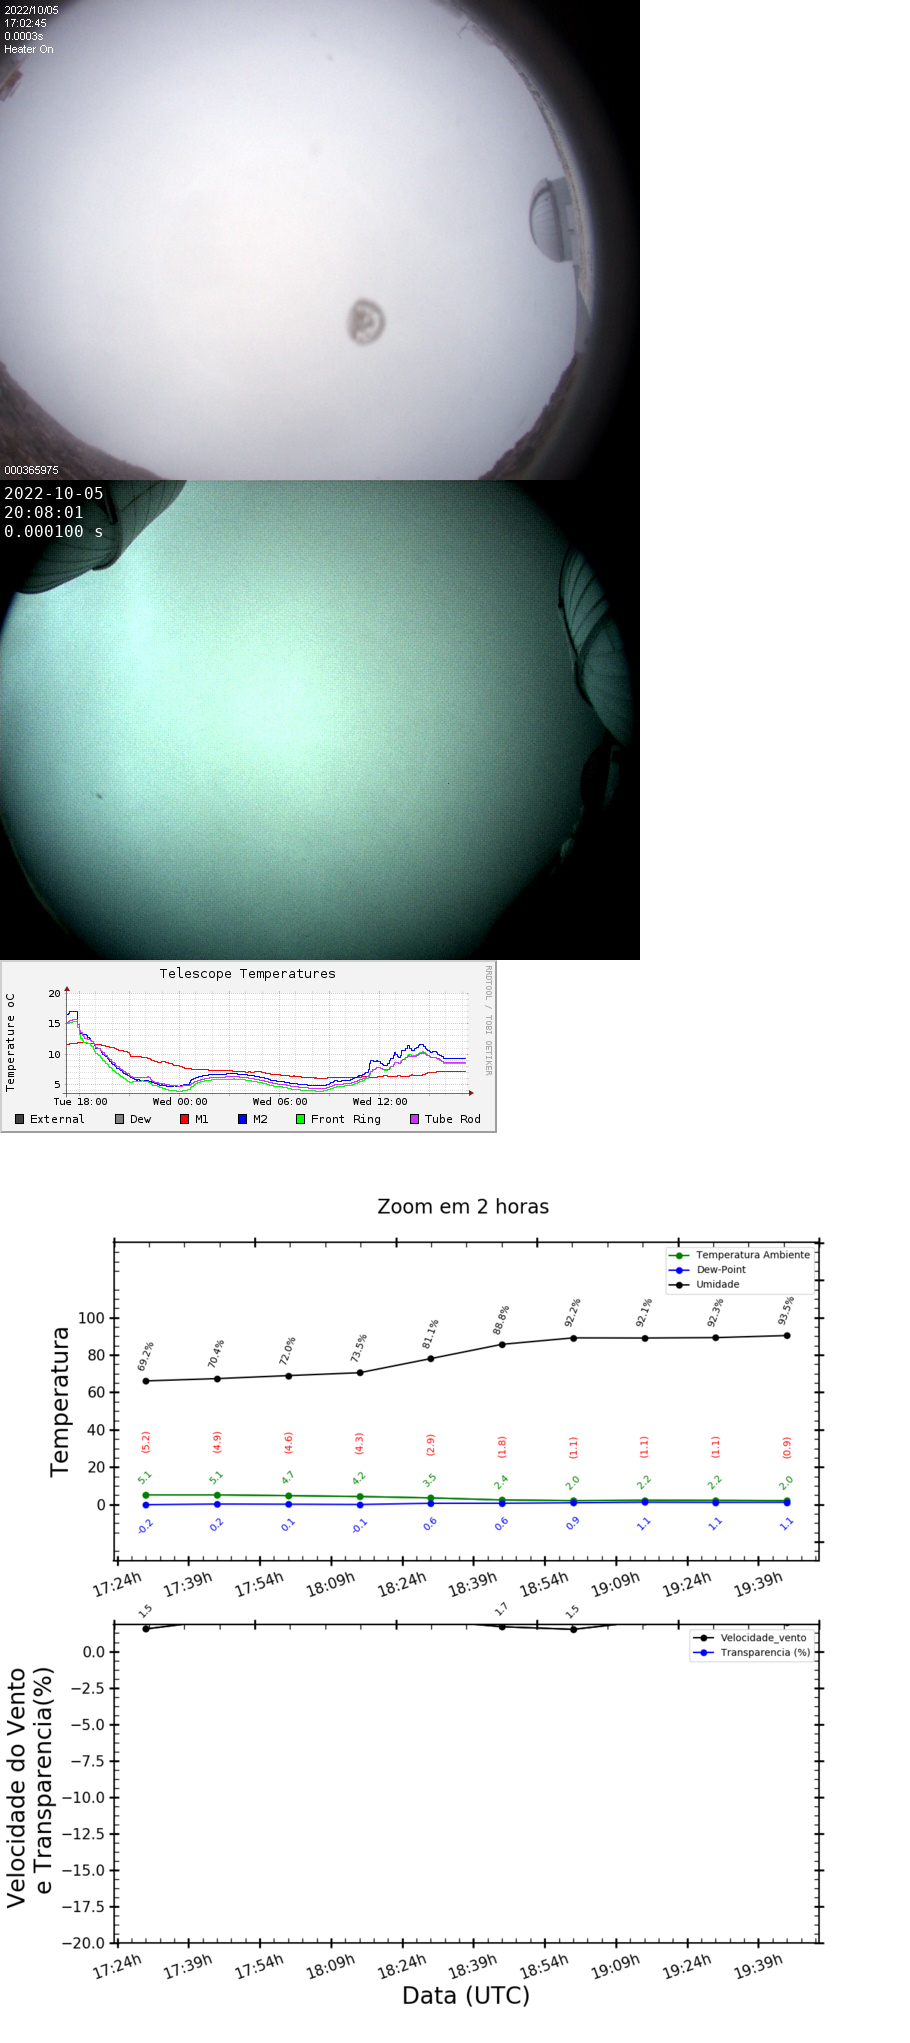 2022/10/05
17:02:45
0.0003s
Heater On
000365975
2022-10-05
20:08:01
0.000100 s
Telescope Temperatures
RRDTOOL / TOBI OETIKER
Temperature oC
20
15
10
5
Tue 18:00 Wed 00:00 Wed 06:00 Wed 12:00
External Dew M1 M2 Front Ring Tube Rod
Zoom em 2 horas
Temperatura Ambiente
Dew-Point
Umidade
Temperatura
100
80
60
40
20
0
69.2% 70.4% 72.0% 73.5% 81.1% 88.8% 92.2% 92.1% 92.3% 93.5%
(5.2) (4.9) (4.6) (4.3) (2.9) (1.8) (1.1) (1.1) (1.1) (0.9)
5.1 5.1 4.7 4.2 3.5 2.4 2.0 2.2 2.2 2.0
-0.2 0.2 0.1 -0.1 0.6 0.6 0.9 1.1 1.1 1.1
17:24h 17:39h 17:54h 18:09h 18:24h 18:39h 18:54h 19:09h 19:24h 19:39h
1.5 1.7 1.5
Velocidade_vento
Transparencia (%)
Velocidade do Vento
e Transparencia(%)
0.0
−2.5
−5.0
−7.5
−10.0
−12.5
−15.0
−17.5
−20.0
17:24h 17:39h 17:54h 18:09h 18:24h 18:39h 18:54h 19:09h 19:24h 19:39h
Data (UTC)